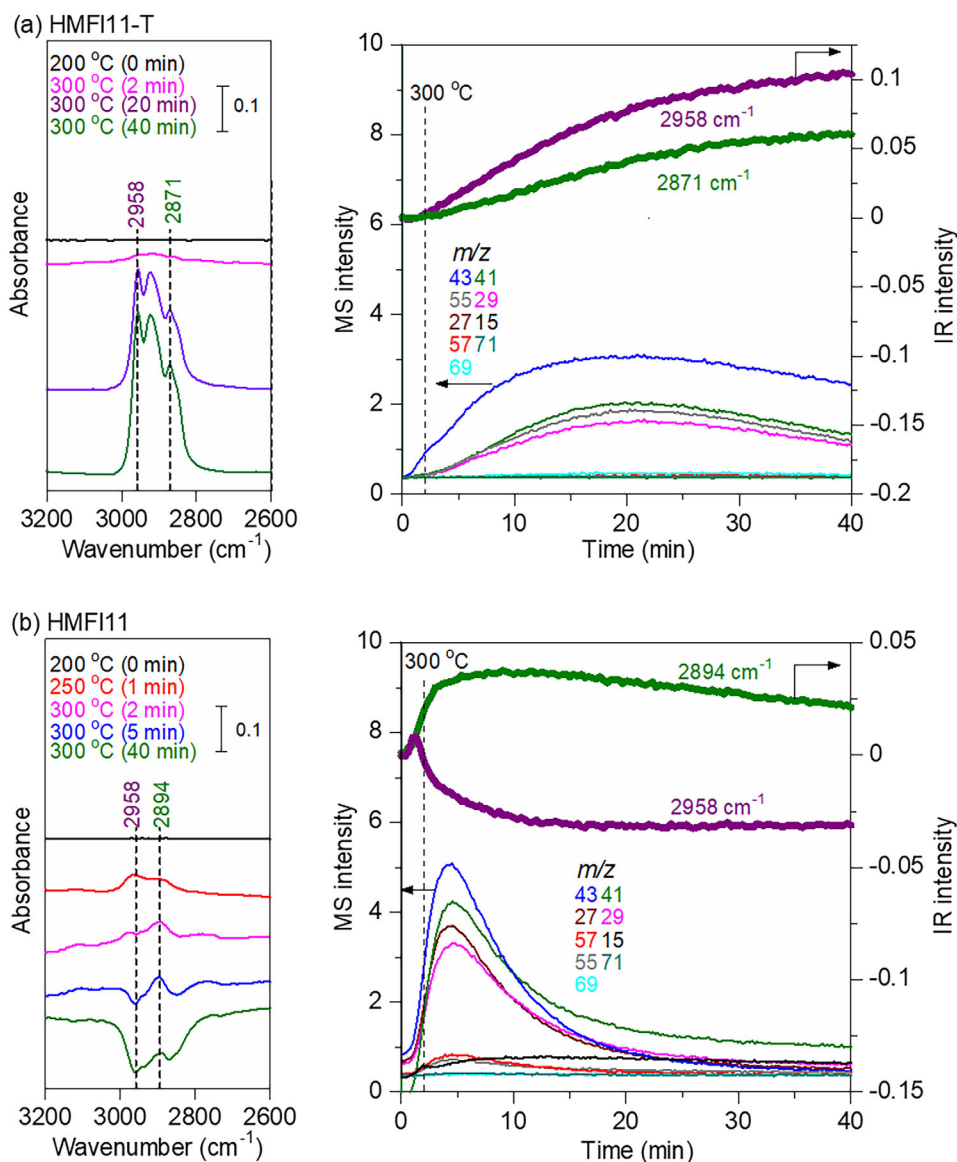 (a) HMFI11-T
200 °C (0 min)
300 °C (2 min)
300 °C (20 min)
300 °C (40 min)
0.1
2958
2871
Absorbance
3200 3000 2800 2600
Wavenumber (cm⁻¹)
10
8
6
4
2
0
MS intensity
300 °C
2958 cm⁻¹
2871 cm⁻¹
m/z
43 41
55 29
27 15
57 71
69
0.1
0.05
0
-0.05
-0.1
-0.15
-0.2
IR intensity
0 10 20 30 40
Time (min)
(b) HMFI11
200 °C (0 min)
250 °C (1 min)
300 °C (2 min)
300 °C (5 min)
300 °C (40 min)
0.1
2958
2894
Absorbance
3200 3000 2800 2600
Wavenumber (cm⁻¹)
10
8
6
4
2
0
MS intensity
300 °C
2894 cm⁻¹
2958 cm⁻¹
m/z
43 41
27 29
57 15
55 71
69
0.05
0
-0.05
-0.1
-0.15
IR intensity
0 10 20 30 40
Time (min)